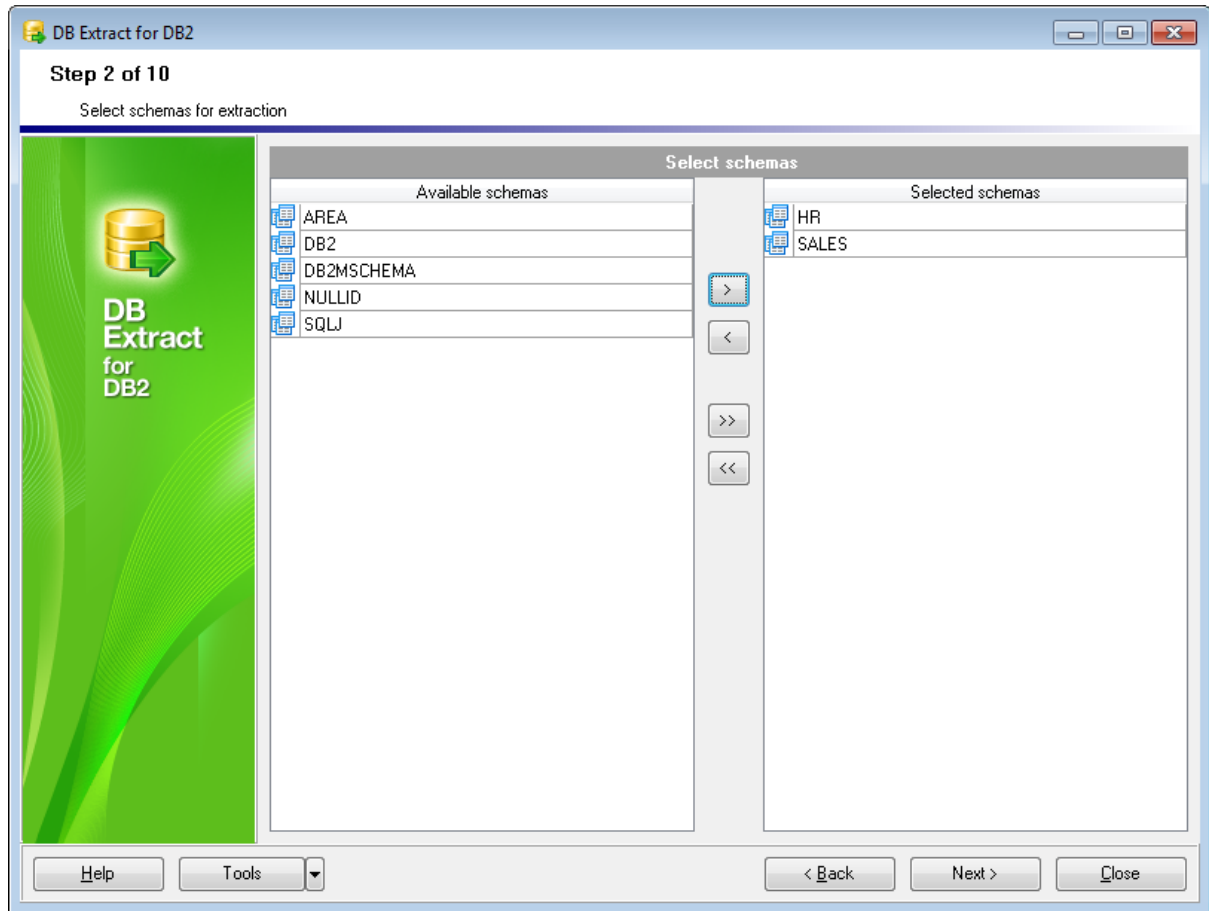 DB Extract for DB2
Step 2 of 10
Select schemas for extraction
DB
Extract
for
DB2
Select schemas
Available schemas
AREA
DB2
DB2MSCHEMA
NULLID
SQLJ
>
<
>>
<<
Selected schemas
HR
SALES
Help
Tools
< Back
Next >
Close